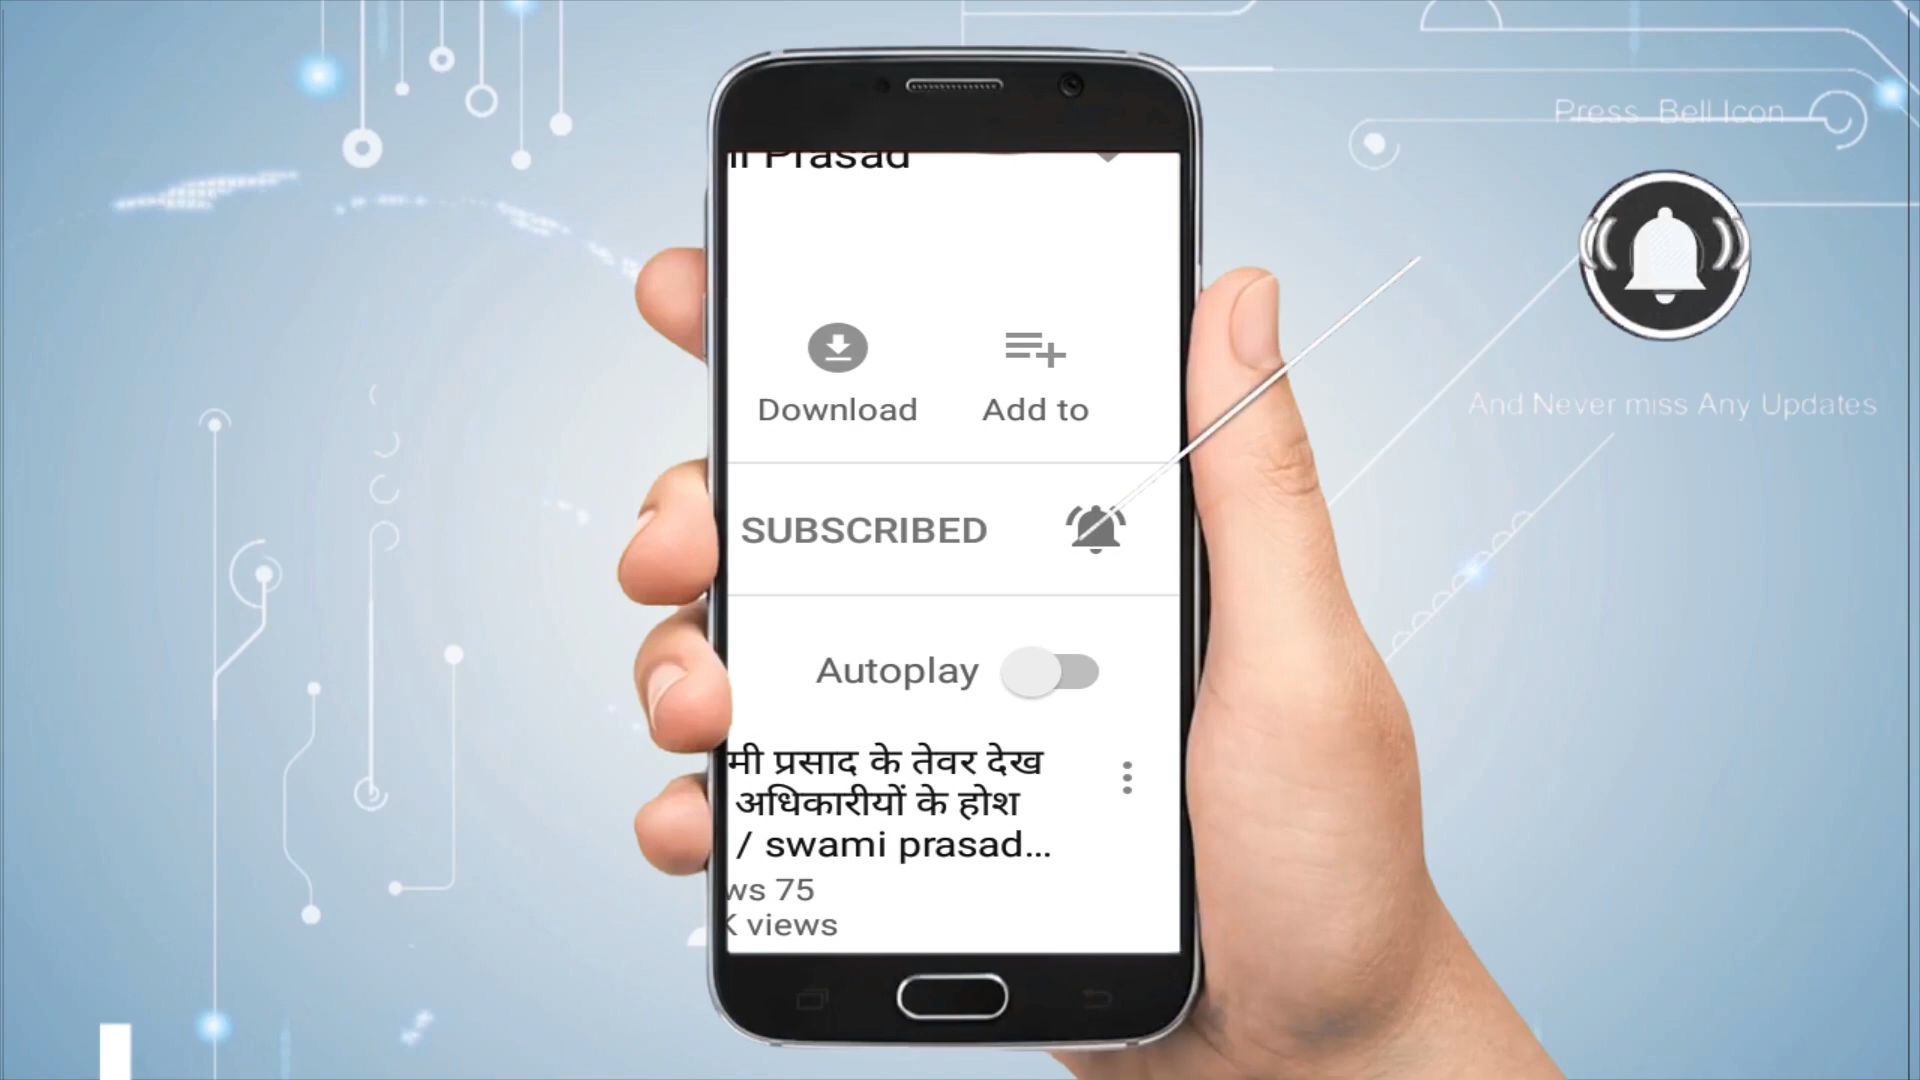 Prasad
Press Bell Icon
Download
Add to
And Never miss Any Updates
SUBSCRIBED
Autoplay
मी प्रसाद के तेवर देख
अधिकारीयों के होश
/ swami prasad...
ws 75
K views